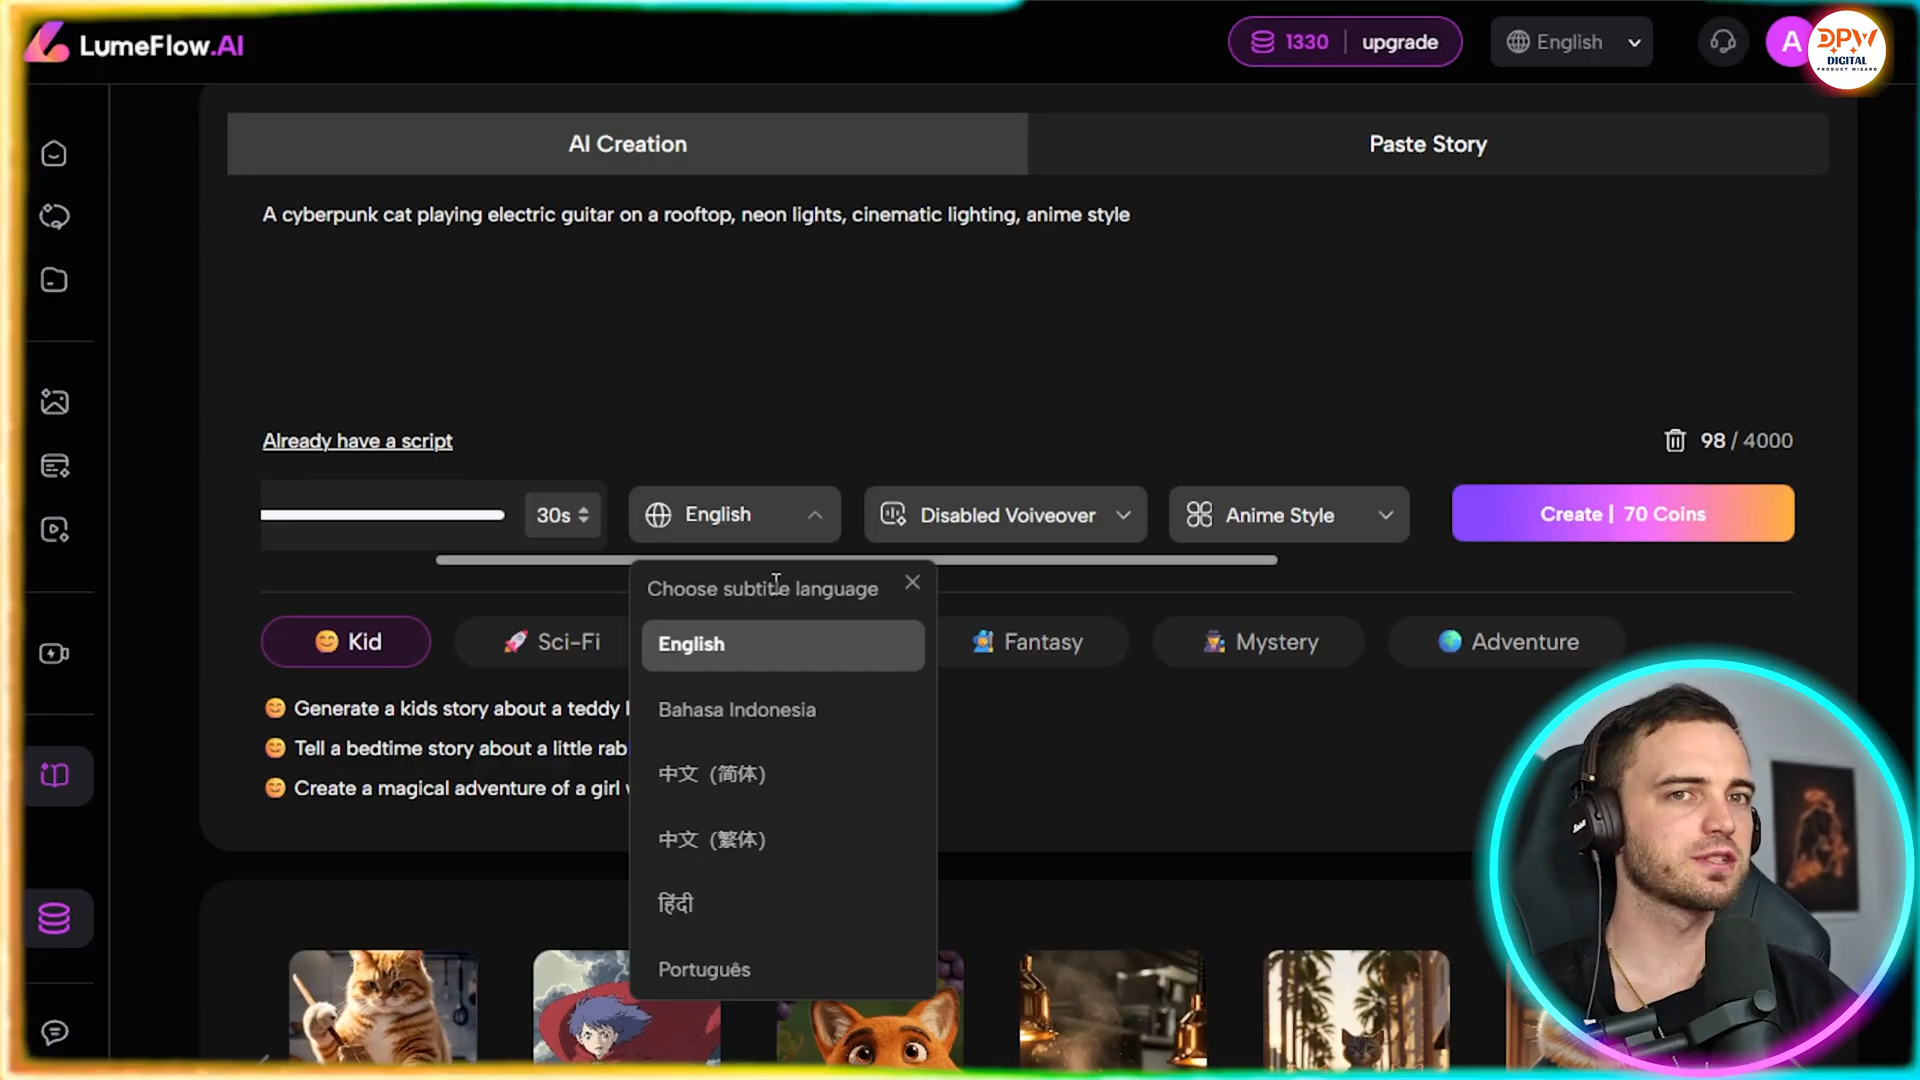 LumeFlow.AI
1330 | upgrade
English
A
DPW
DIGITAL
PRODUCT WIZARD
AI Creation
Paste Story
A cyberpunk cat playing electric guitar on a rooftop, neon lights, cinematic lighting, anime style
Already have a script
98 / 4000
30s
English
Disabled Voiveover
Anime Style
Create | 70 Coins
Choose subtitle language
English
Bahasa Indonesia
中文（简体）
中文（繁体）
हिंदी
Português
Kid
Sci-Fi
Fantasy
Mystery
Adventure
Generate a kids story about a teddy
Tell a bedtime story about a little rab
Create a magical adventure of a girl